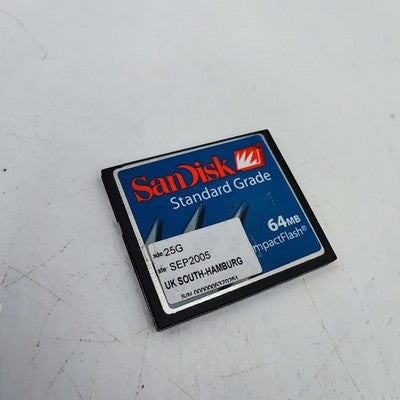 SanDisk
Standard Grade
64MB
mpactFlash®
25G
SEP2005
UK SOUTH-HAMBURG
S/N